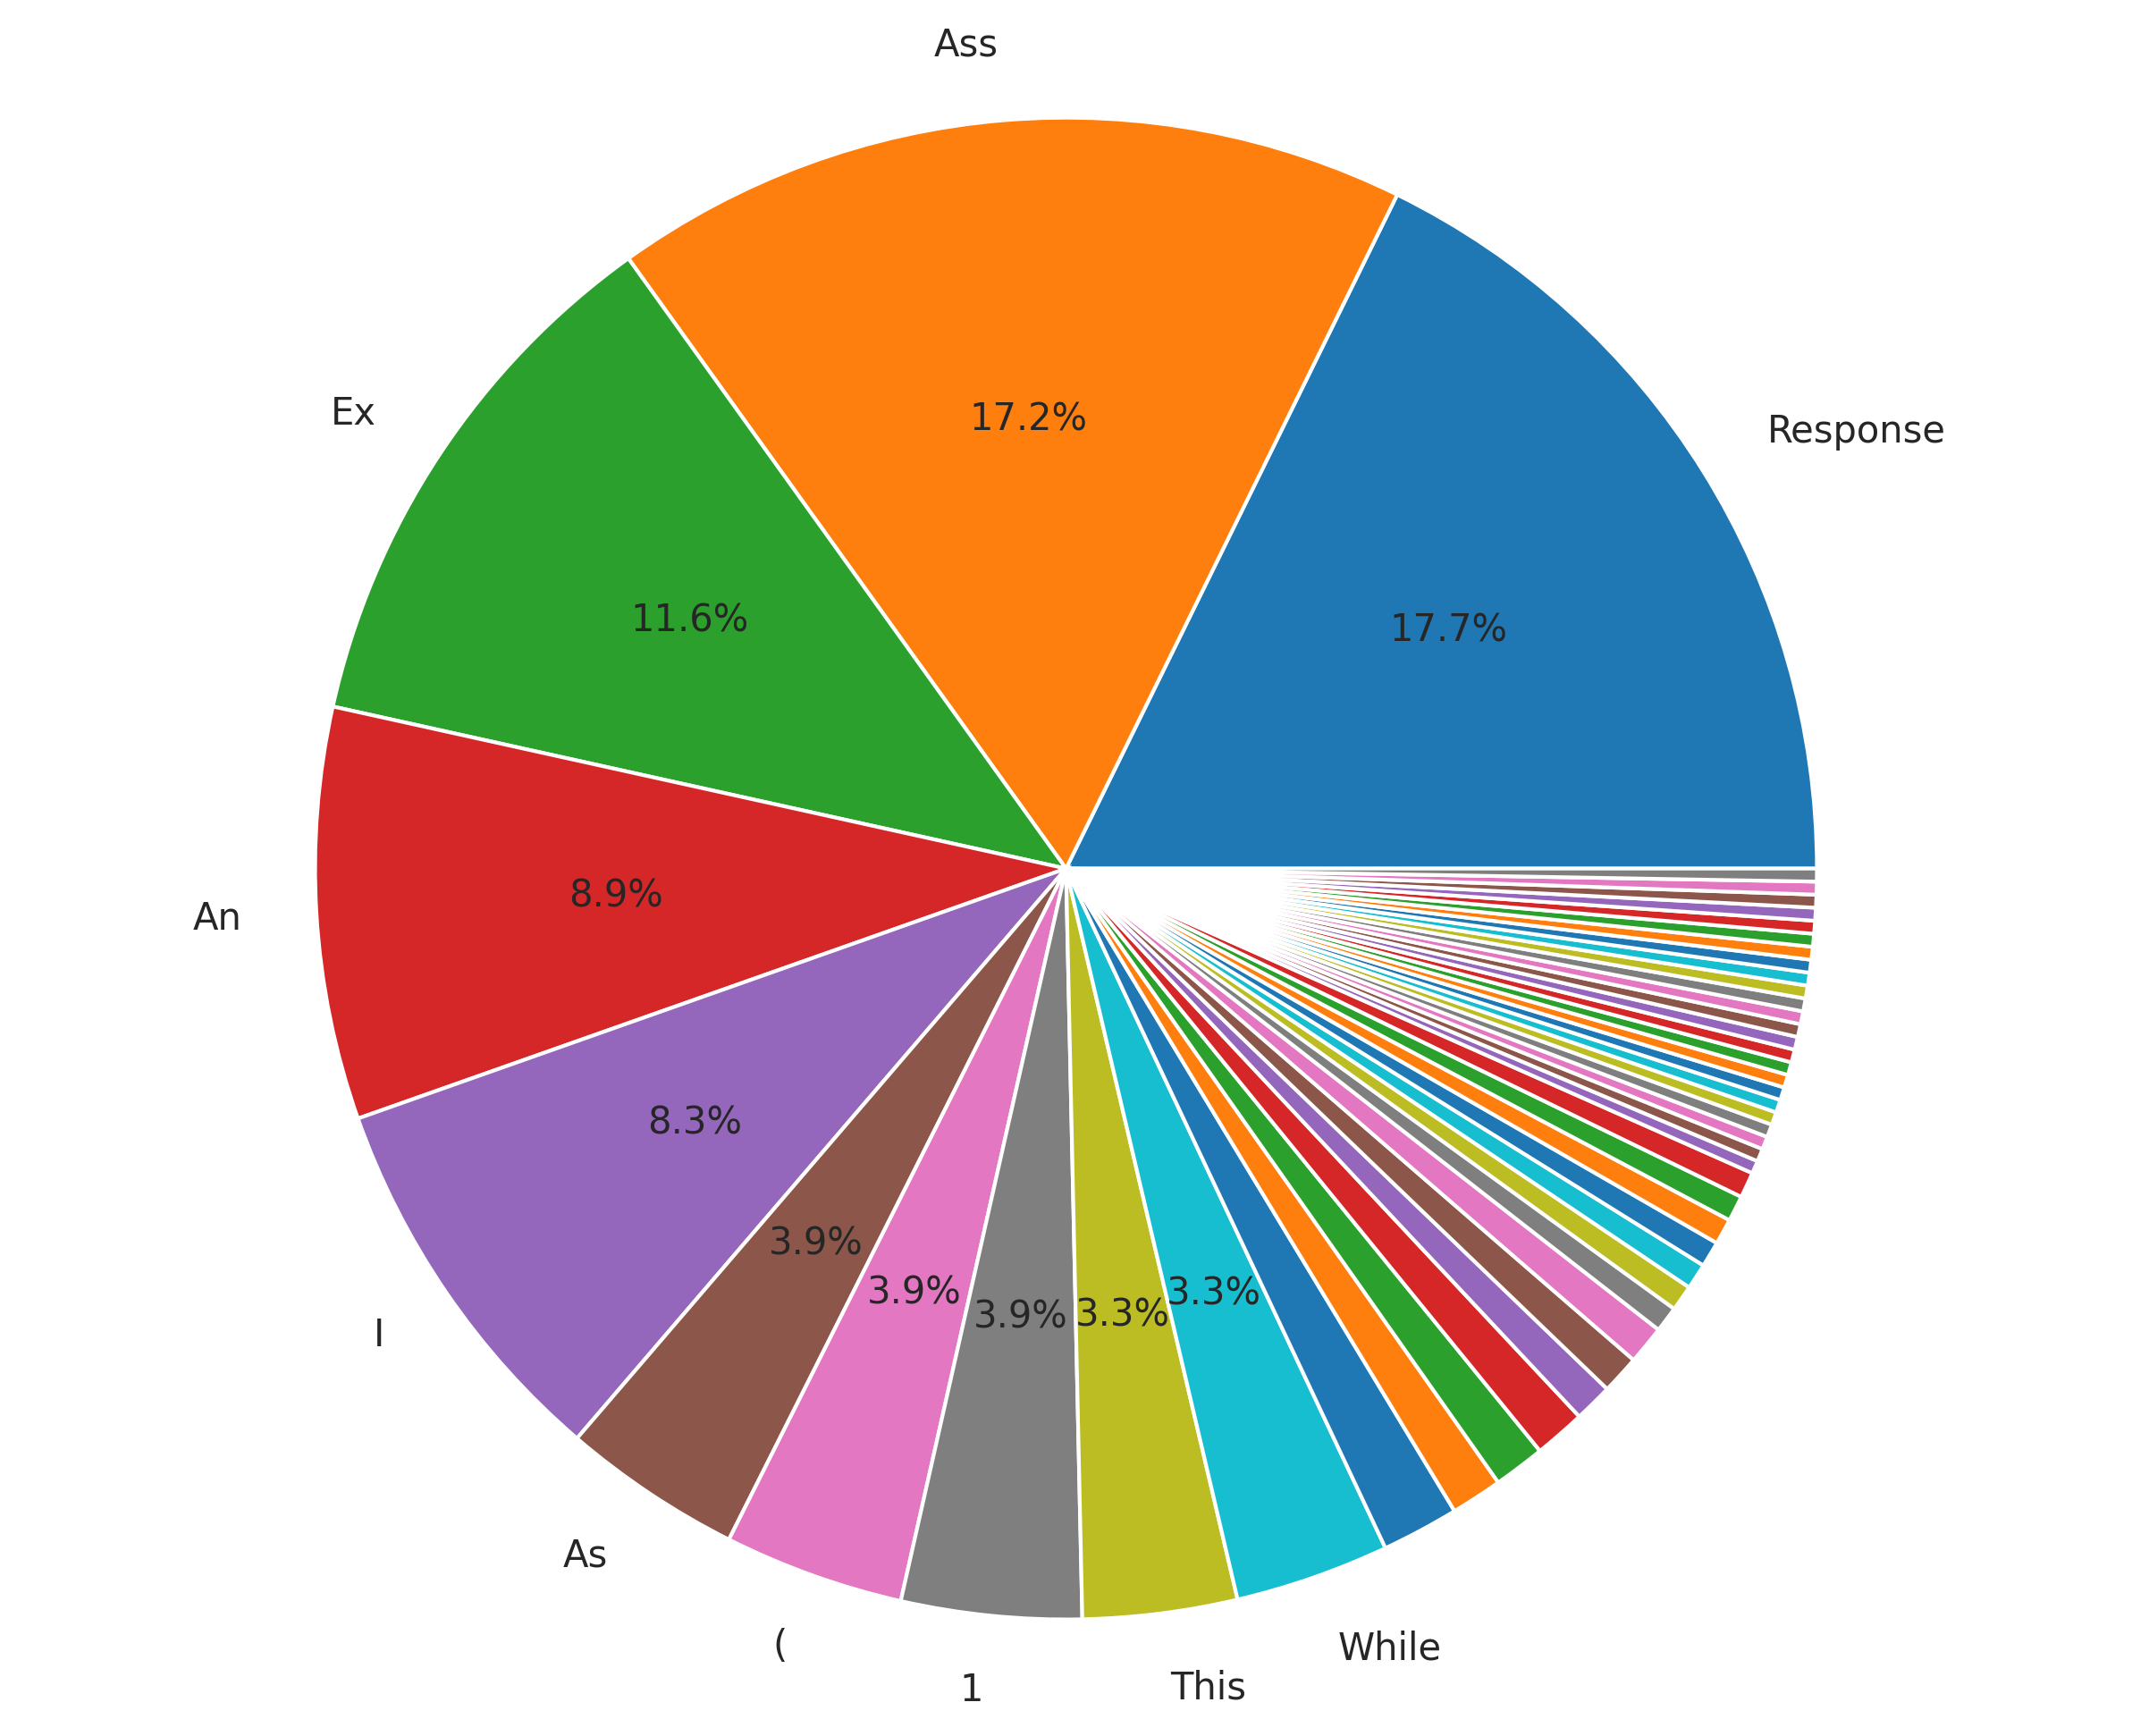 Ass
Ex
17.2%
Response
11.6%
17.7%
8.9%
An
8.3%
3.9%
3.9%
3.9%
3.3%
3.3%
I
As
(
1
This
While